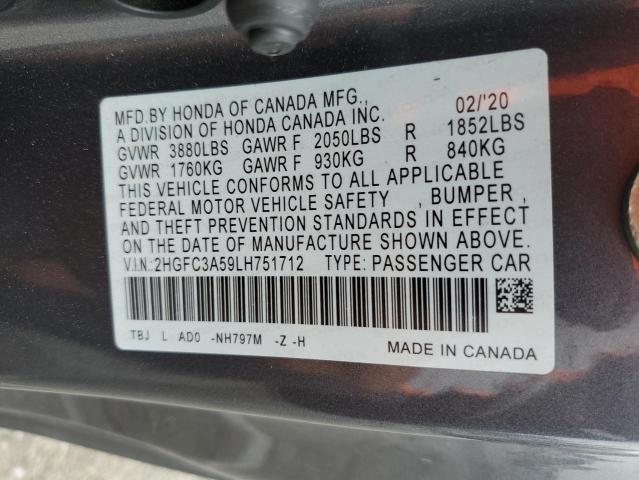 MFD.BY HONDA OF CANADA MFG., 02/'20
A DIVISION OF HONDA CANADA INC.
GVWR 3880LBS GAWR F 2050LBS R 1852LBS
GVWR 1760KG GAWR F 930KG R 840KG
THIS VEHICLE CONFORMS TO ALL APPLICABLE
FEDERAL MOTOR VEHICLE SAFETY , BUMPER ,
AND THEFT PREVENTION STANDARDS IN EFFECT
ON THE DATE OF MANUFACTURE SHOWN ABOVE.
V.I.N.:2HGFC3A59LH751712 TYPE: PASSENGER CAR
TBJ L AD0 -NH797M -Z -H
MADE IN CANADA